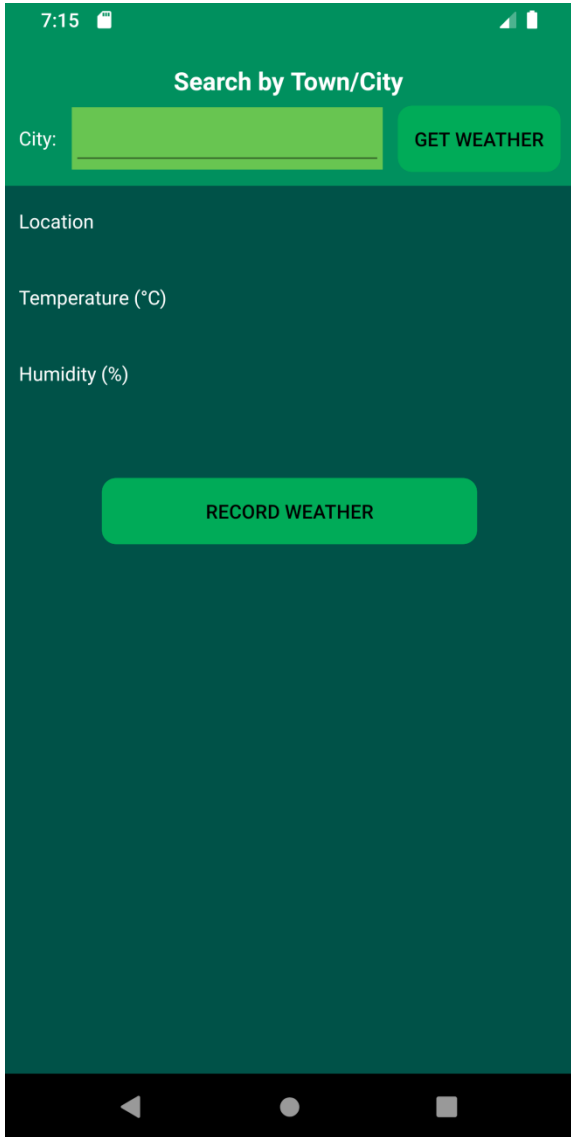 7:15
Search by Town/City
City:
GET WEATHER
Location
Temperature (°C)
Humidity (%)
RECORD WEATHER